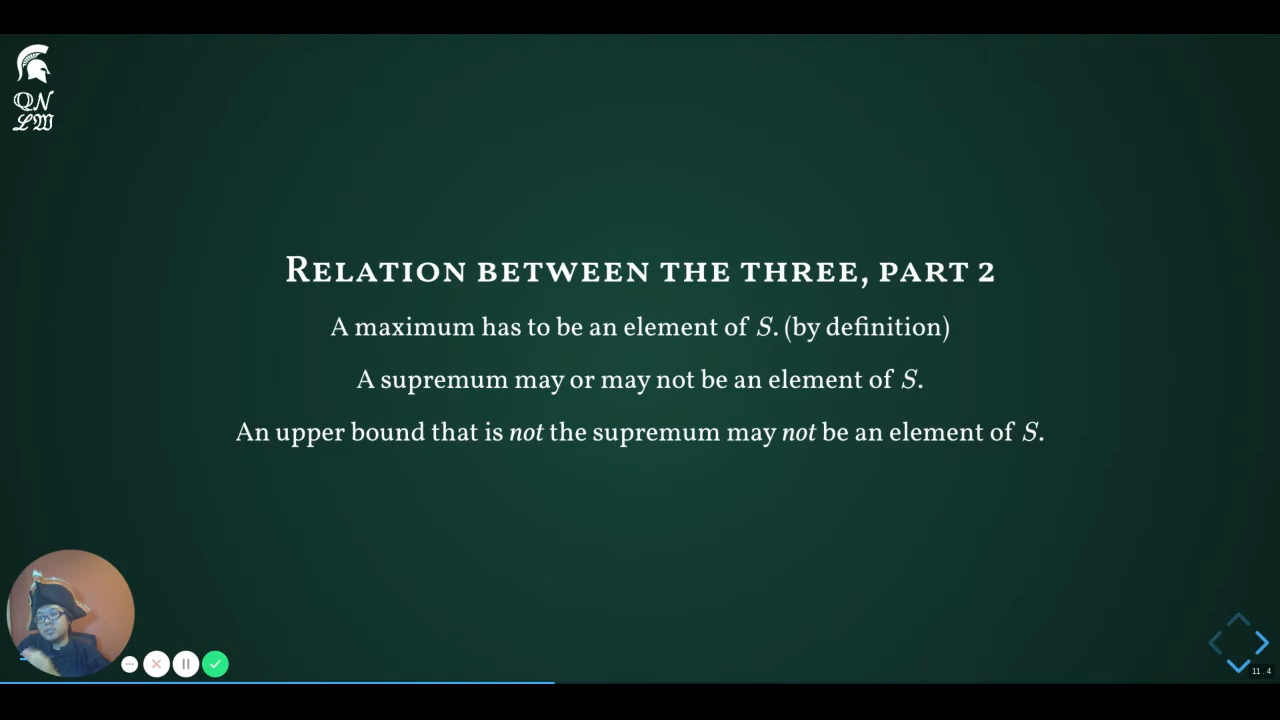 QN
LW
RELATION BETWEEN THE THREE, PART 2
A maximum has to be an element of S. (by definition)
A supremum may or may not be an element of S.
An upper bound that is not the supremum may not be an element of S.
11.4